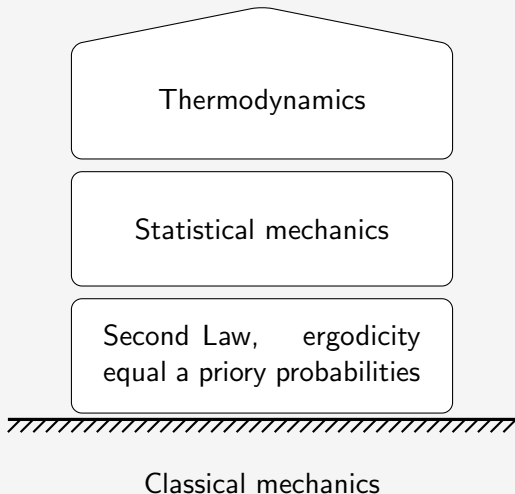 Thermodynamics
Statistical mechanics
Second Law, ergodicity
equal a priory probabilities
Classical mechanics